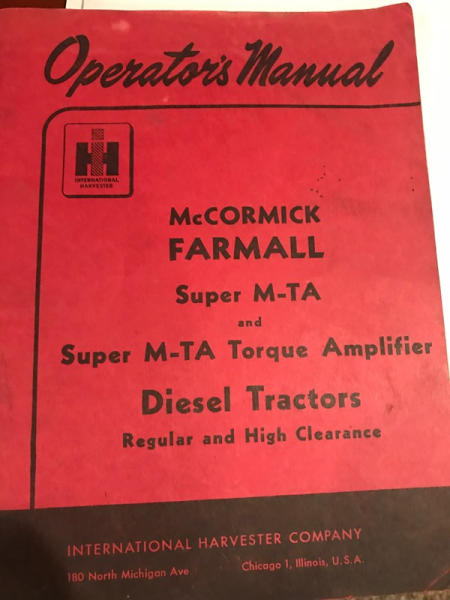 Operator's Manual
IH
INTERNATIONAL
HARVESTER
McCORMICK
FARMALL
Super M-TA
and
Super M-TA Torque Amplifier
Diesel Tractors
Regular and High Clearance
INTERNATIONAL HARVESTER COMPANY
180 North Michigan Ave Chicago 1, Illinois, U.S.A.